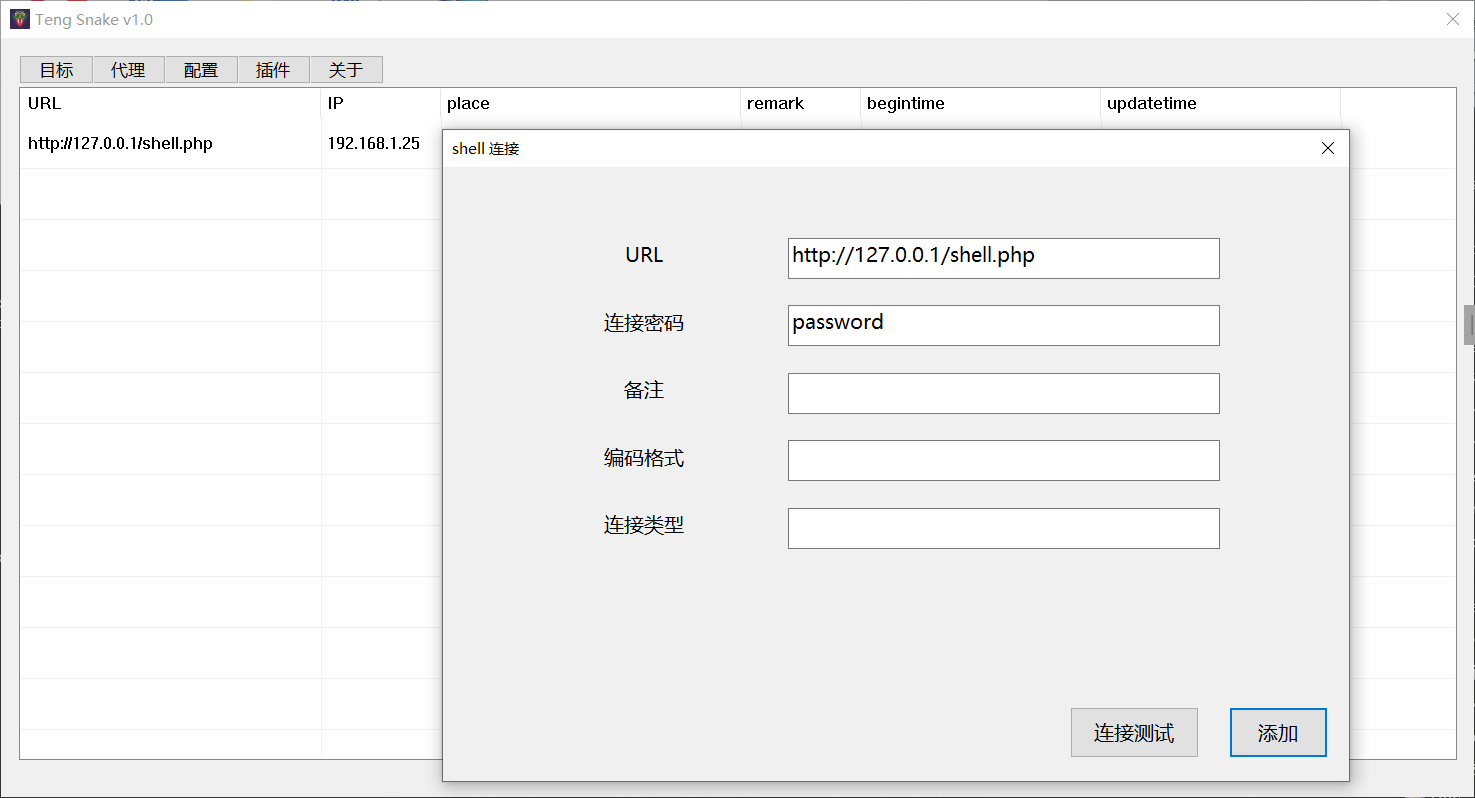 Teng Snake v1.0
目标 代理 配置 插件 关于
URL IP place remark begintime updatetime
http://127.0.0.1/shell.php 192.168.1.25
shell 连接
URL http://127.0.0.1/shell.php
连接密码 password
备注
编码格式
连接类型
连接测试 添加